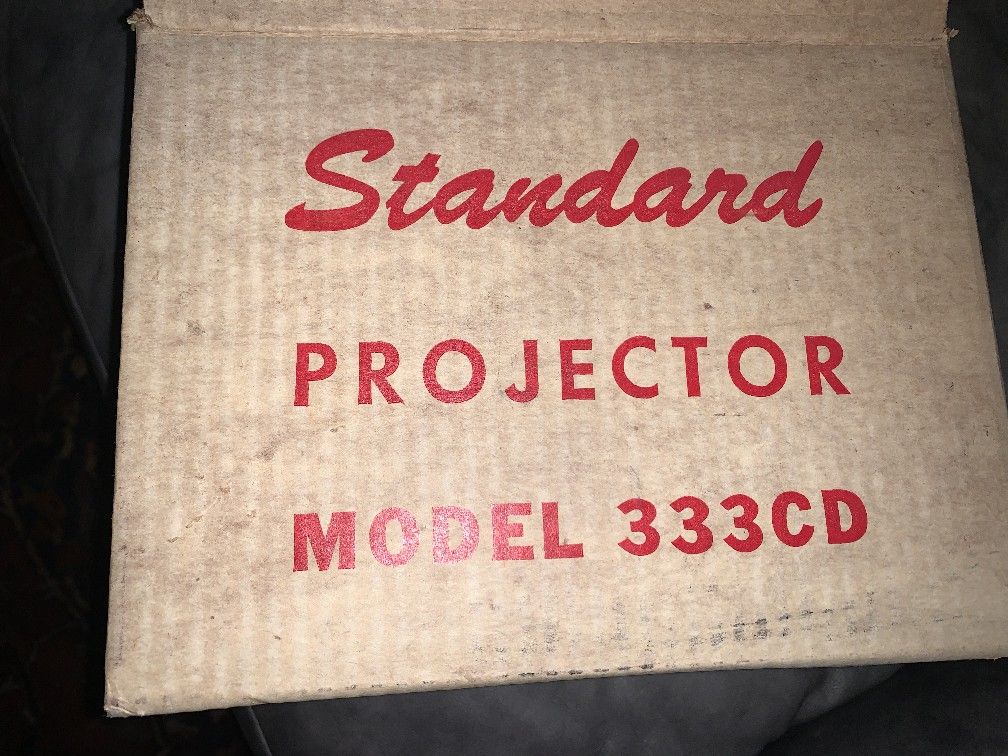 Standard
PROJECTOR
MODEL 333CD